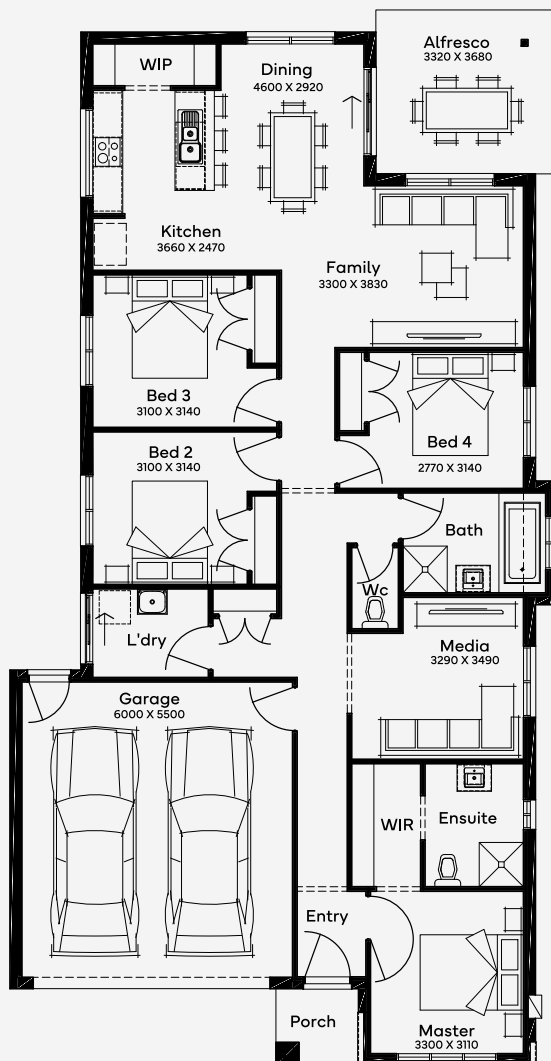 Alfresco
3320 X 3680
WIP
Dining
4600 X 2920
Kitchen
3660 X 2470
Family
3300 X 3830
Bed 3
3100 X 3140
Bed 4
2770 X 3140
Bed 2
3100 X 3140
Bath
Wc
L'dry
Media
3290 X 3490
Garage
6000 X 5500
WIR
Ensuite
Entry
Porch
Master
3300 X 3110